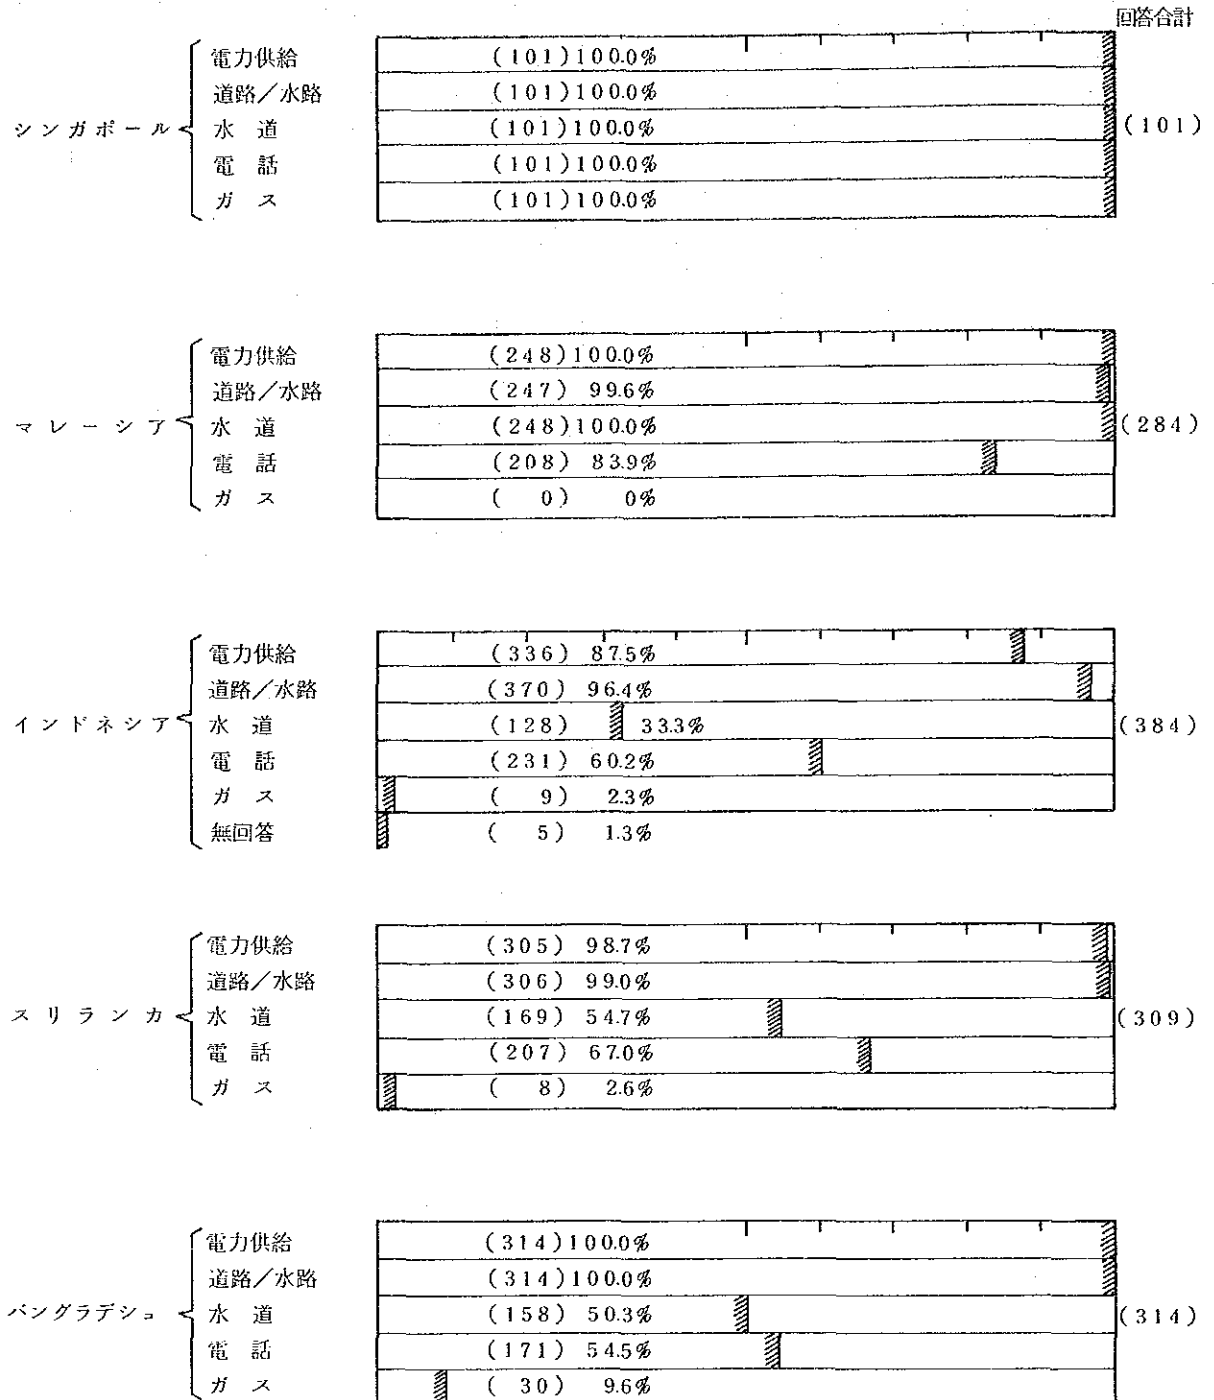 回答合計
電力供給 (101)100.0%
道路/水路 (101)100.0%
シンガポール 水 道 (101)100.0% (101)
電 話 (101)100.0%
ガ ス (101)100.0%
電力供給 (248)100.0%
道路/水路 (247) 99.6%
マレーシア 水 道 (248)100.0% (284)
電 話 (208) 83.9%
ガ ス ( 0) 0%
電力供給 (336) 87.5%
道路/水路 (370) 96.4%
インドネシア 水 道 (128) 33.3% (384)
電 話 (231) 60.2%
ガ ス ( 9) 2.3%
無回答 ( 5) 1.3%
電力供給 (305) 98.7%
道路/水路 (306) 99.0%
スリランカ 水 道 (169) 54.7% (309)
電 話 (207) 67.0%
ガ ス ( 8) 2.6%
電力供給 (314)100.0%
道路/水路 (314)100.0%
バングラデシュ 水 道 (158) 50.3% (314)
電 話 (171) 54.5%
ガ ス ( 30) 9.6%